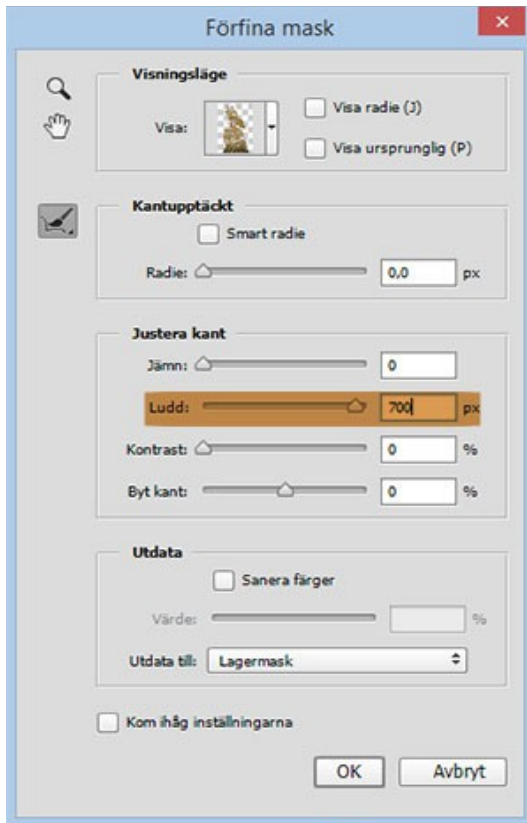 Förfina mask
x
Visningsläge
Visa:
Visa radie (J)
Visa ursprunglig (P)
Kantupptäckt
Smart radie
Radie: 0,0 px
Justera kant
Jämn: 0
Ludd: 700 px
Kontrast: 0 %
Byt kant: 0 %
Utdata
Sanera färger
Värde: %
Utdata till: Lagermask
Kom ihåg inställningarna
OK Avbryt